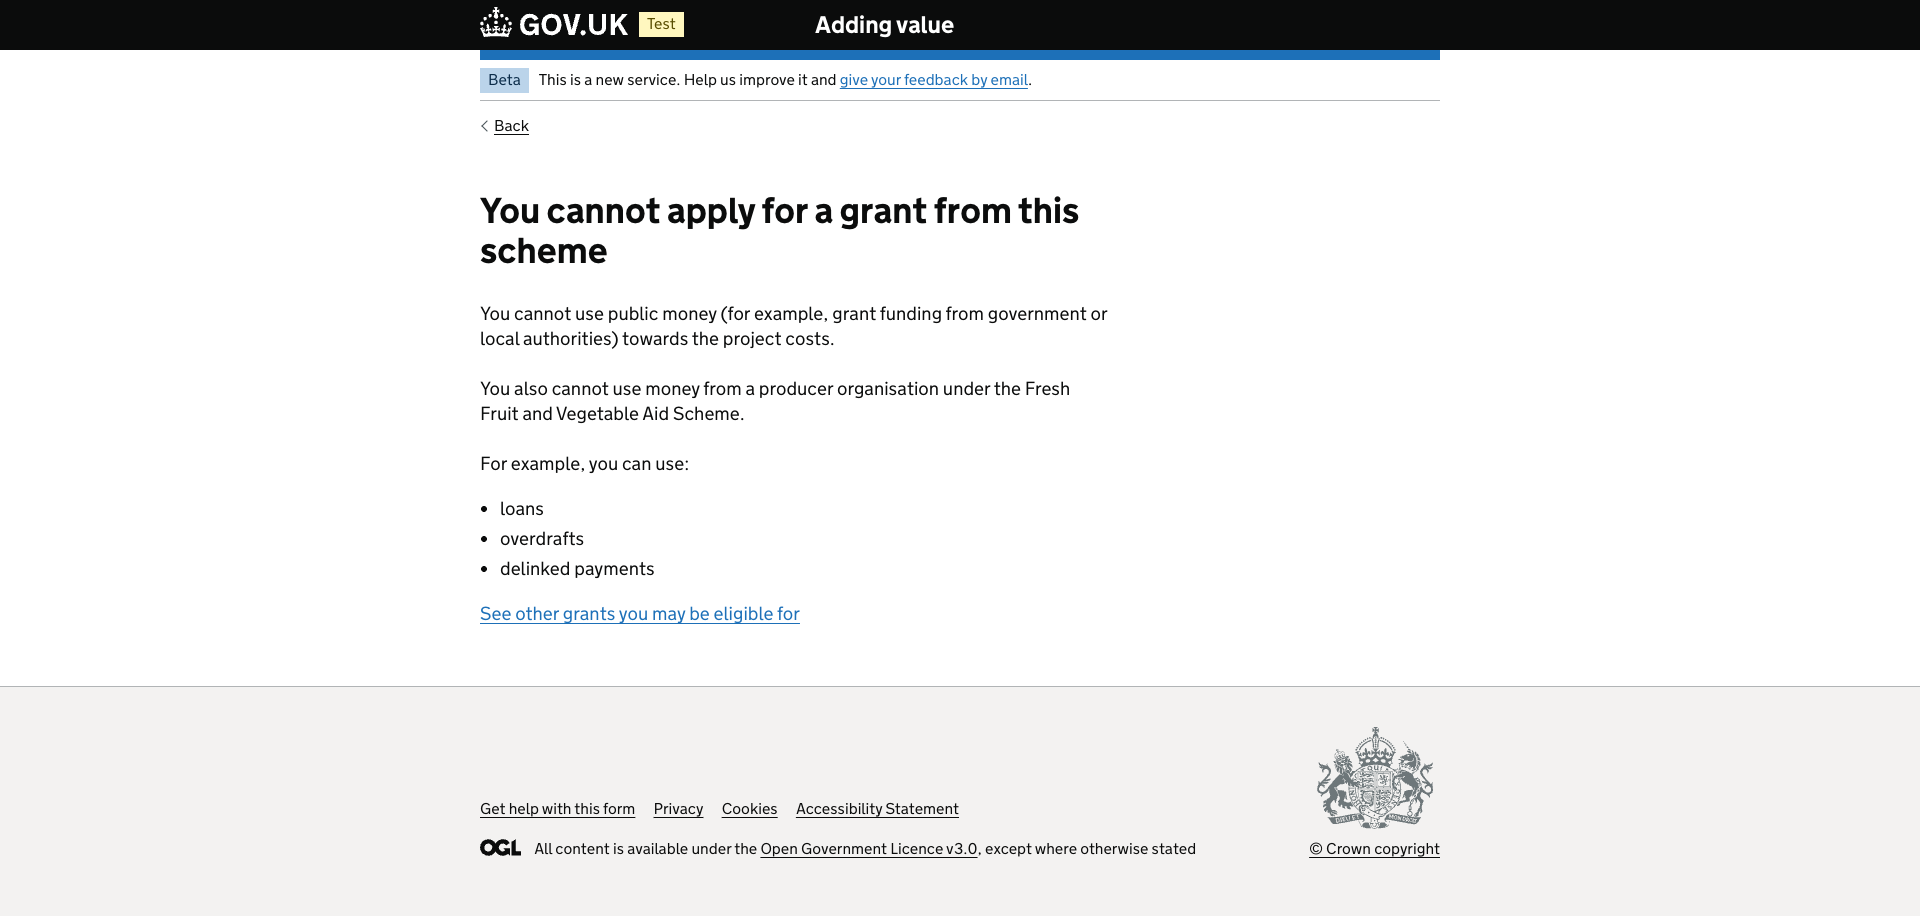 GOV.UK Test Adding value
Beta This is a new service. Help us improve it and give your feedback by email.
Back
You cannot apply for a grant from this
scheme
You cannot use public money (for example, grant funding from government or
local authorities) towards the project costs.
You also cannot use money from a producer organisation under the Fresh
Fruit and Vegetable Aid Scheme.
For example, you can use:
• loans
• overdrafts
• delinked payments
See other grants you may be eligible for
Get help with this form Privacy Cookies Accessibility Statement
OGL All content is available under the Open Government Licence v3.0, except where otherwise stated
© Crown copyright